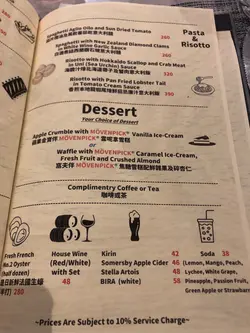 Pasta
&
Risotto
Spaghetti Aglio Olio and Sun Dried Tomato
Spaghetti with New Zealand Diamond Clams
in White Wine Garlic Sauce
Risotto with Hokkaido Scallop and Crab Meat
in Uni (Sea Urchin) Sauce
320
Risotto with Pan Fried Lobster Tail
in Tomato Cream Sauce
390
Dessert
Your Choice of Dessert
Apple Crumble with MÖVENPICK® Vanilla Ice-Cream
or
Waffle with MÖVENPICK® Caramel Ice-Cream,
Fresh Fruit and Crushed Almond
Complimentry Coffee or Tea
咖啡或茶
Fresh French
No.2 Oyster
(half dozen)
280
House Wine
(Red/White)
with Set
48
Kirin 42
Somersby Apple Cider 46
Stella Artois 48
BIRA (white) 56
Soda 38
(Lemon, Mango, Peach,
Lychee, White Grape,
Pineapple, Passion Fruit,
Green Apple or Strawberry
~Prices Are Subject to 10% Service Charge~